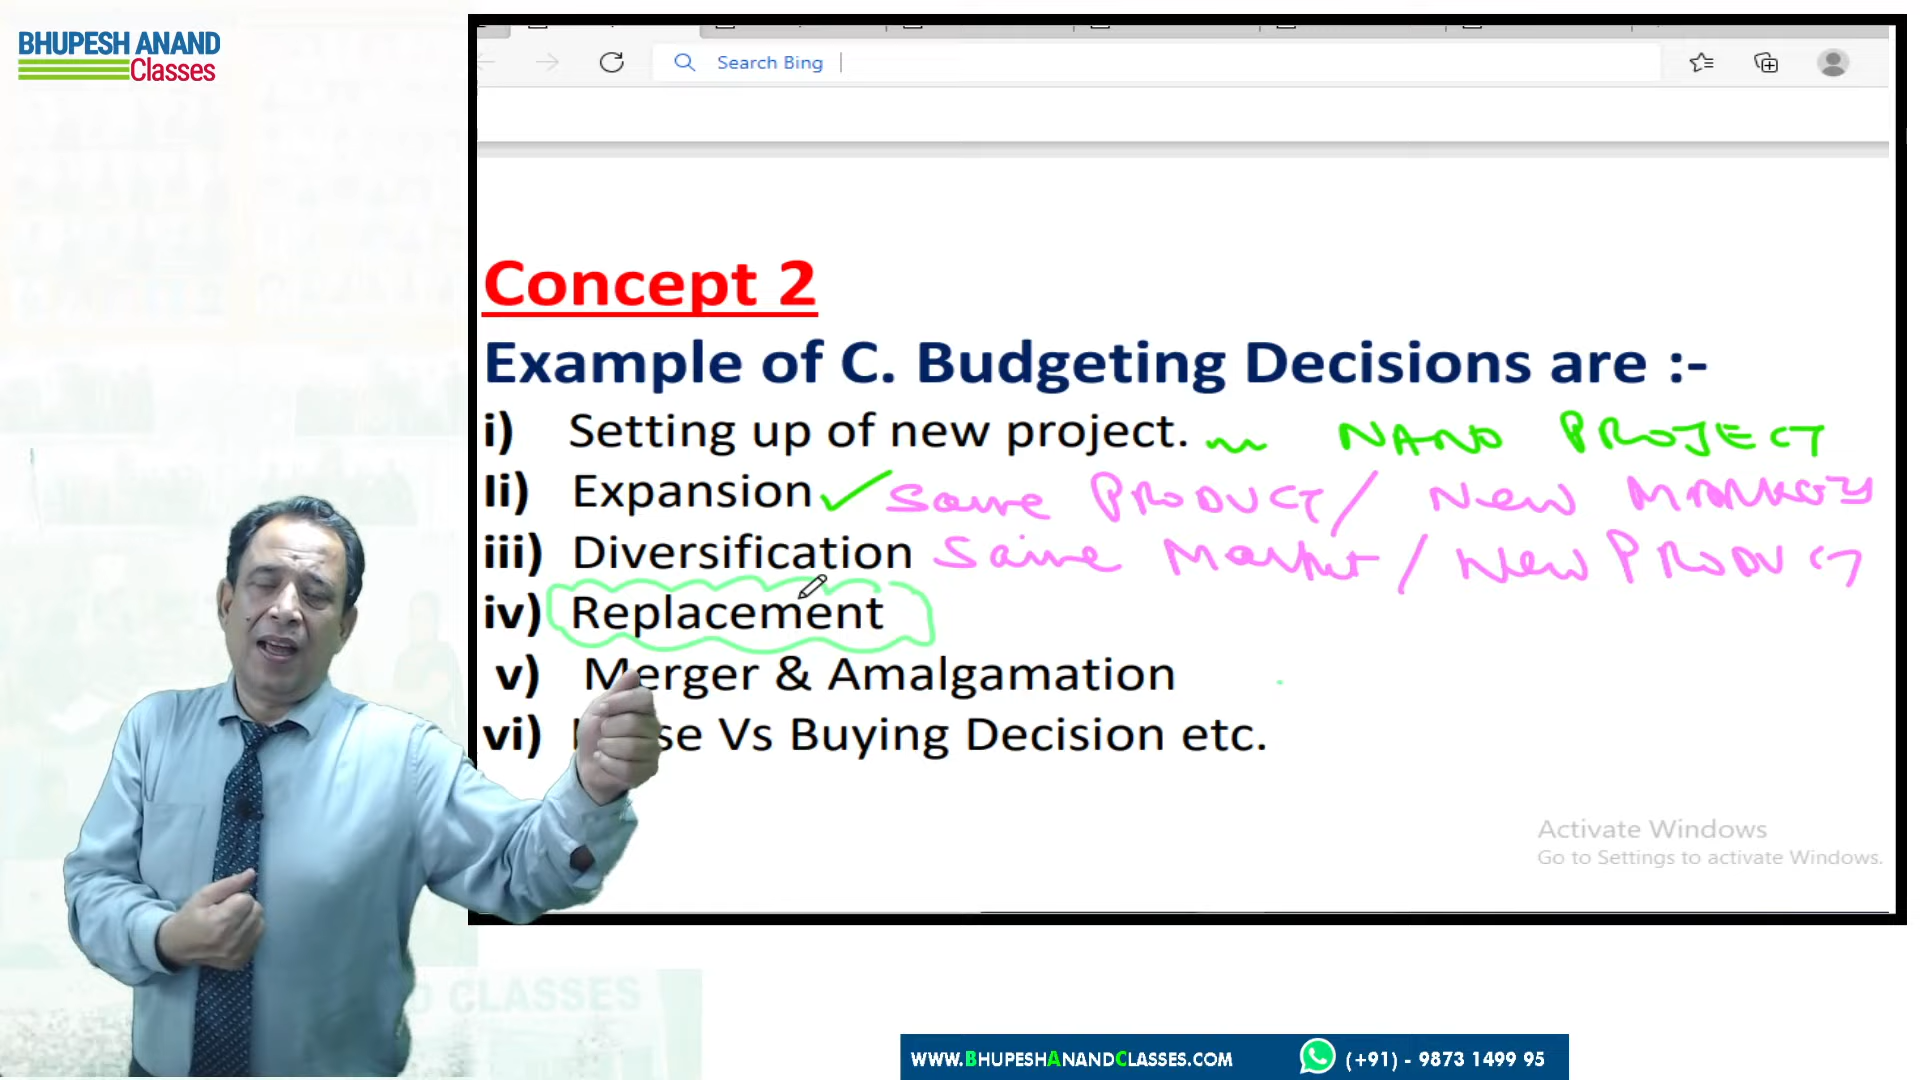 BHUPESH ANAND
Classes
Search Bing
Concept 2
Example of C. Budgeting Decisions are :-
i) Setting up of new project. NANO PROJECT
Ii) Expansion Same PRODUCT / New
iii) Diversification Same Market / New PRODUCT
iv) Replacement
v) Merger & Amalgamation
vi) Vs Buying Decision etc.
Activate Windows
Go to Settings to activate Windows.
CLASSES
WWW.BHUPESHANANDCLASSES.COM (+91) - 9873 1499 95